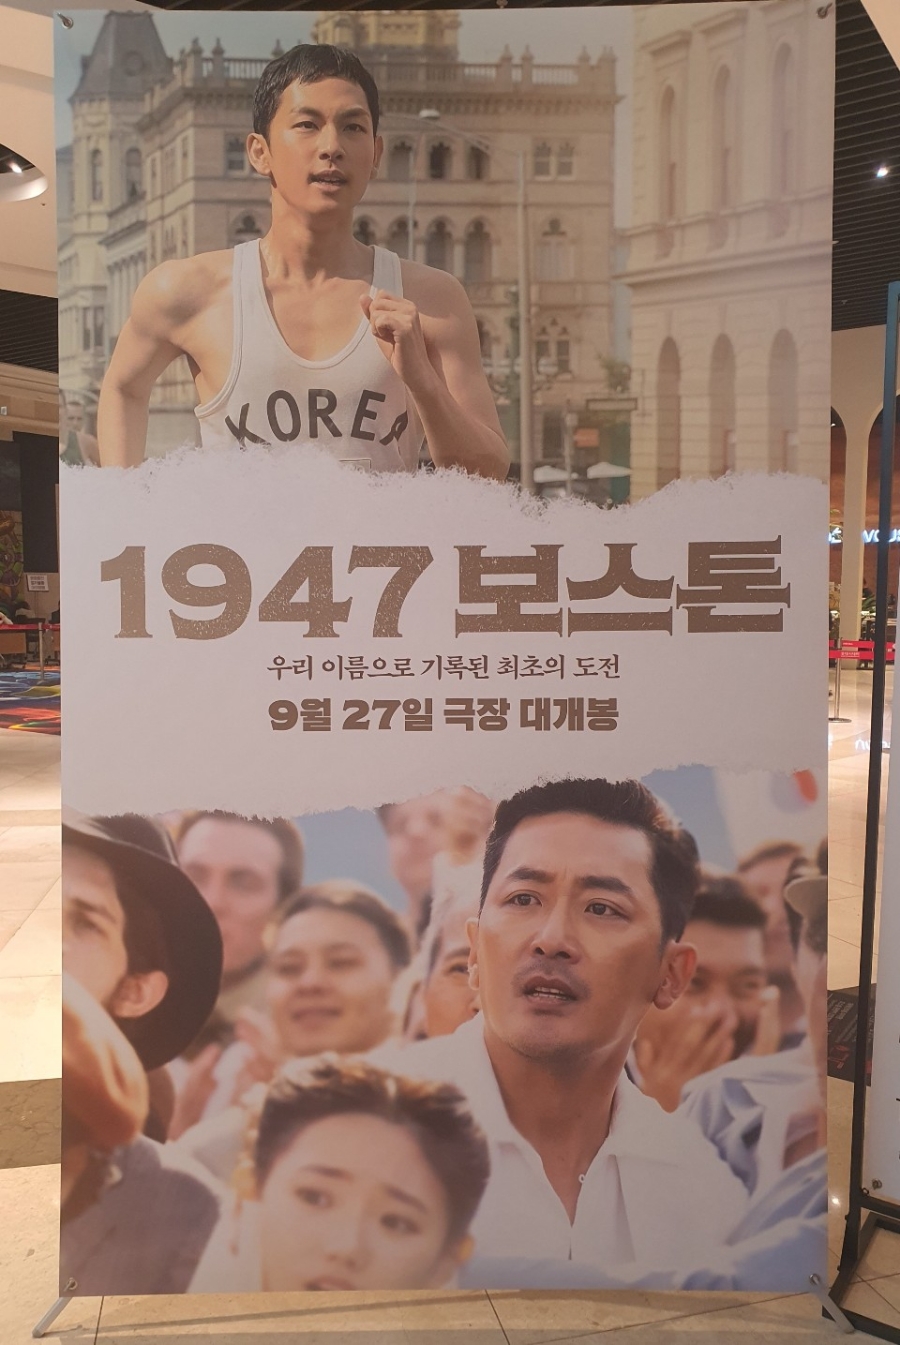 KOREA
1947 보스톤
우리 이름으로 기록된 최초의 도전
9월 27일 극장 대개봉